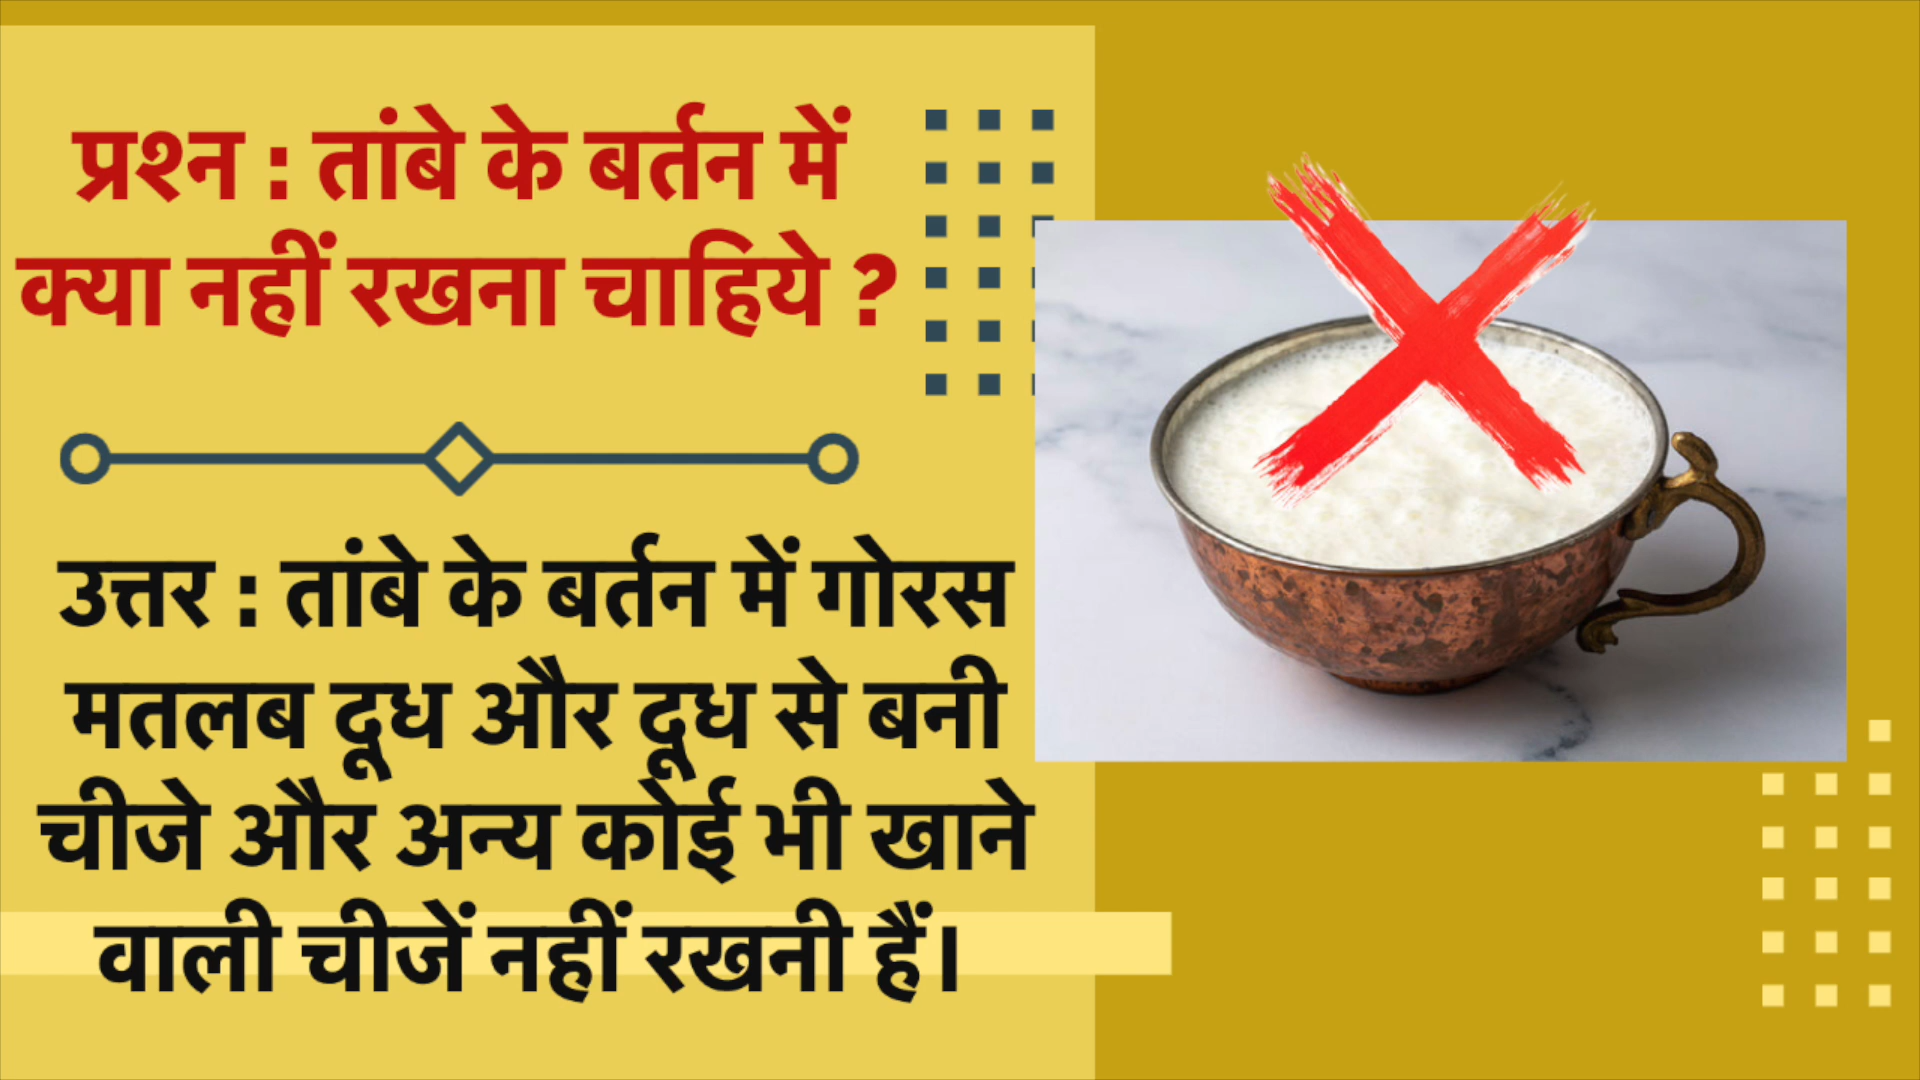 प्रश्न : तांबे के बर्तन में
क्या नहीं रखना चाहिये ?
उत्तर : तांबे के बर्तन में गोरस
मतलब दूध और दूध से बनी
चीजे और अन्य कोई भी खाने
वाली चीजें नहीं रखनी हैं।